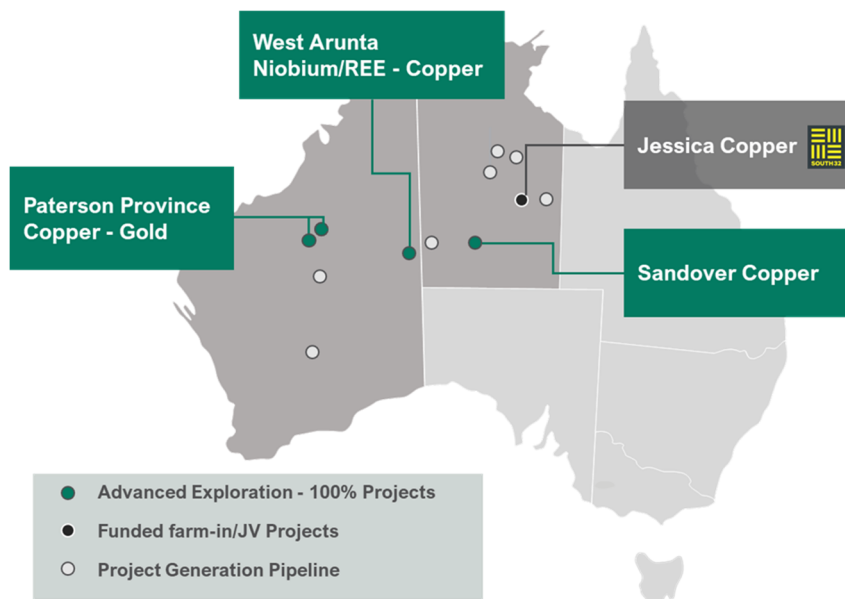 West Arunta
Niobium/REE - Copper
Jessica Copper
SOUTH32
Paterson Province
Copper - Gold
Sandover Copper
Advanced Exploration - 100% Projects
Funded farm-in/JV Projects
Project Generation Pipeline